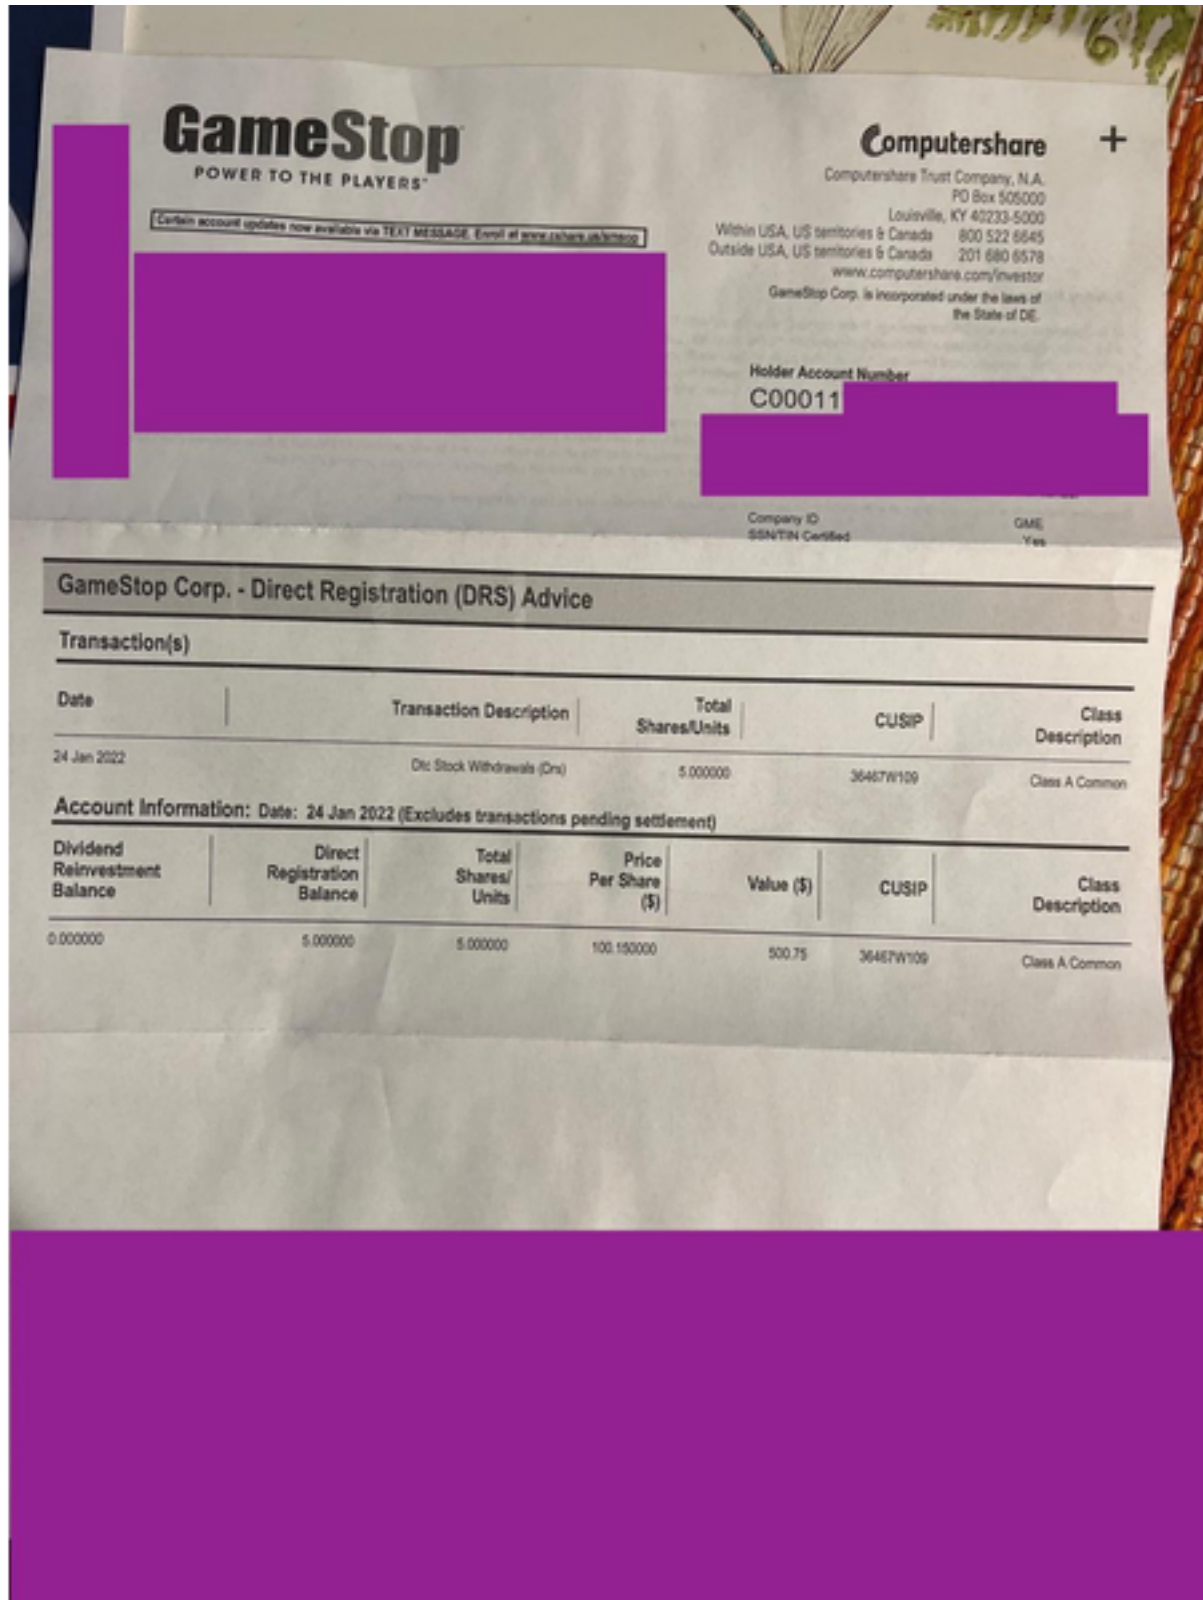 GameStop
POWER TO THE PLAYERS™
Certain account updates now available via TEXT MESSAGE. Enroll at www.cshare.us/smsop
Computershare
+
Computershare Trust Company, N.A.
PO Box 505000
Louisville, KY 40233-5000
Within USA, US territories & Canada 800 522 6645
Outside USA, US territories & Canada 201 680 6578
www.computershare.com/investor
GameStop Corp. is incorporated under the laws of
the State of DE.
Holder Account Number
C00011
Company ID GME
SSN/TIN Certified Yes
GameStop Corp. - Direct Registration (DRS) Advice
Transaction(s)
Date Transaction Description Total Shares/Units CUSIP Class Description
24 Jan 2022 Dtc Stock Withdrawals (Drs) 5.000000 36467W109 Class A Common
Account Information: Date: 24 Jan 2022 (Excludes transactions pending settlement)
Dividend Reinvestment Balance Direct Registration Balance Total Shares/ Units Price Per Share ($) Value ($) CUSIP Class Description
0.000000 5.000000 5.000000 100.150000 500.75 36467W109 Class A Common